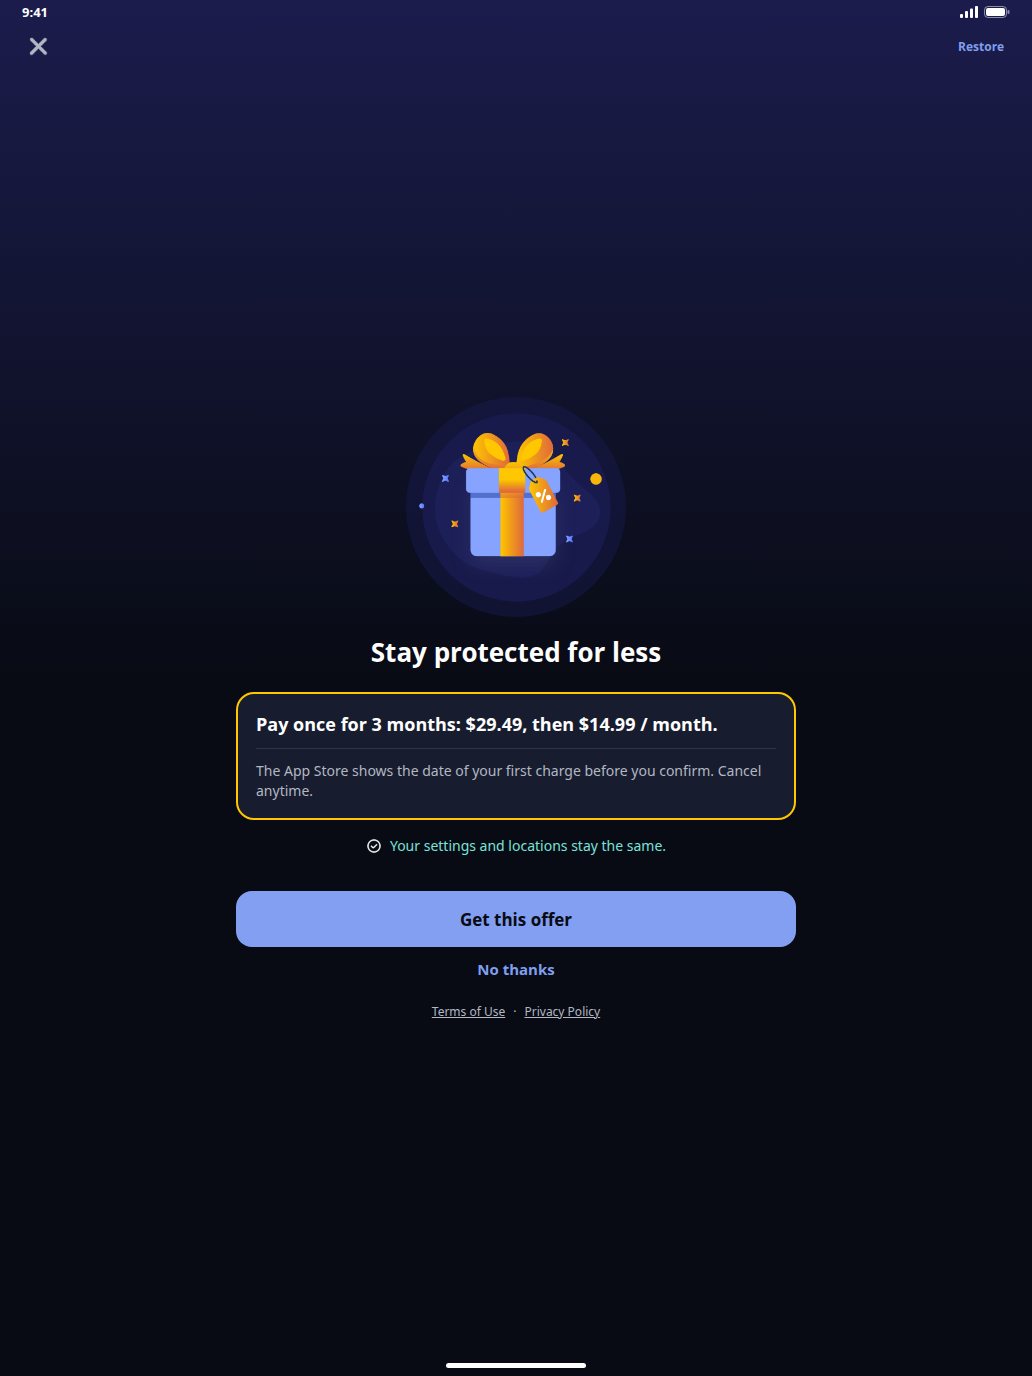 9:41
Restore
%
Stay protected for less
Pay once for 3 months: $29.49, then $14.99 / month.
The App Store shows the date of your first charge before you confirm. Cancel
anytime.
Your settings and locations stay the same.
Get this offer
No thanks
Terms of Use · Privacy Policy